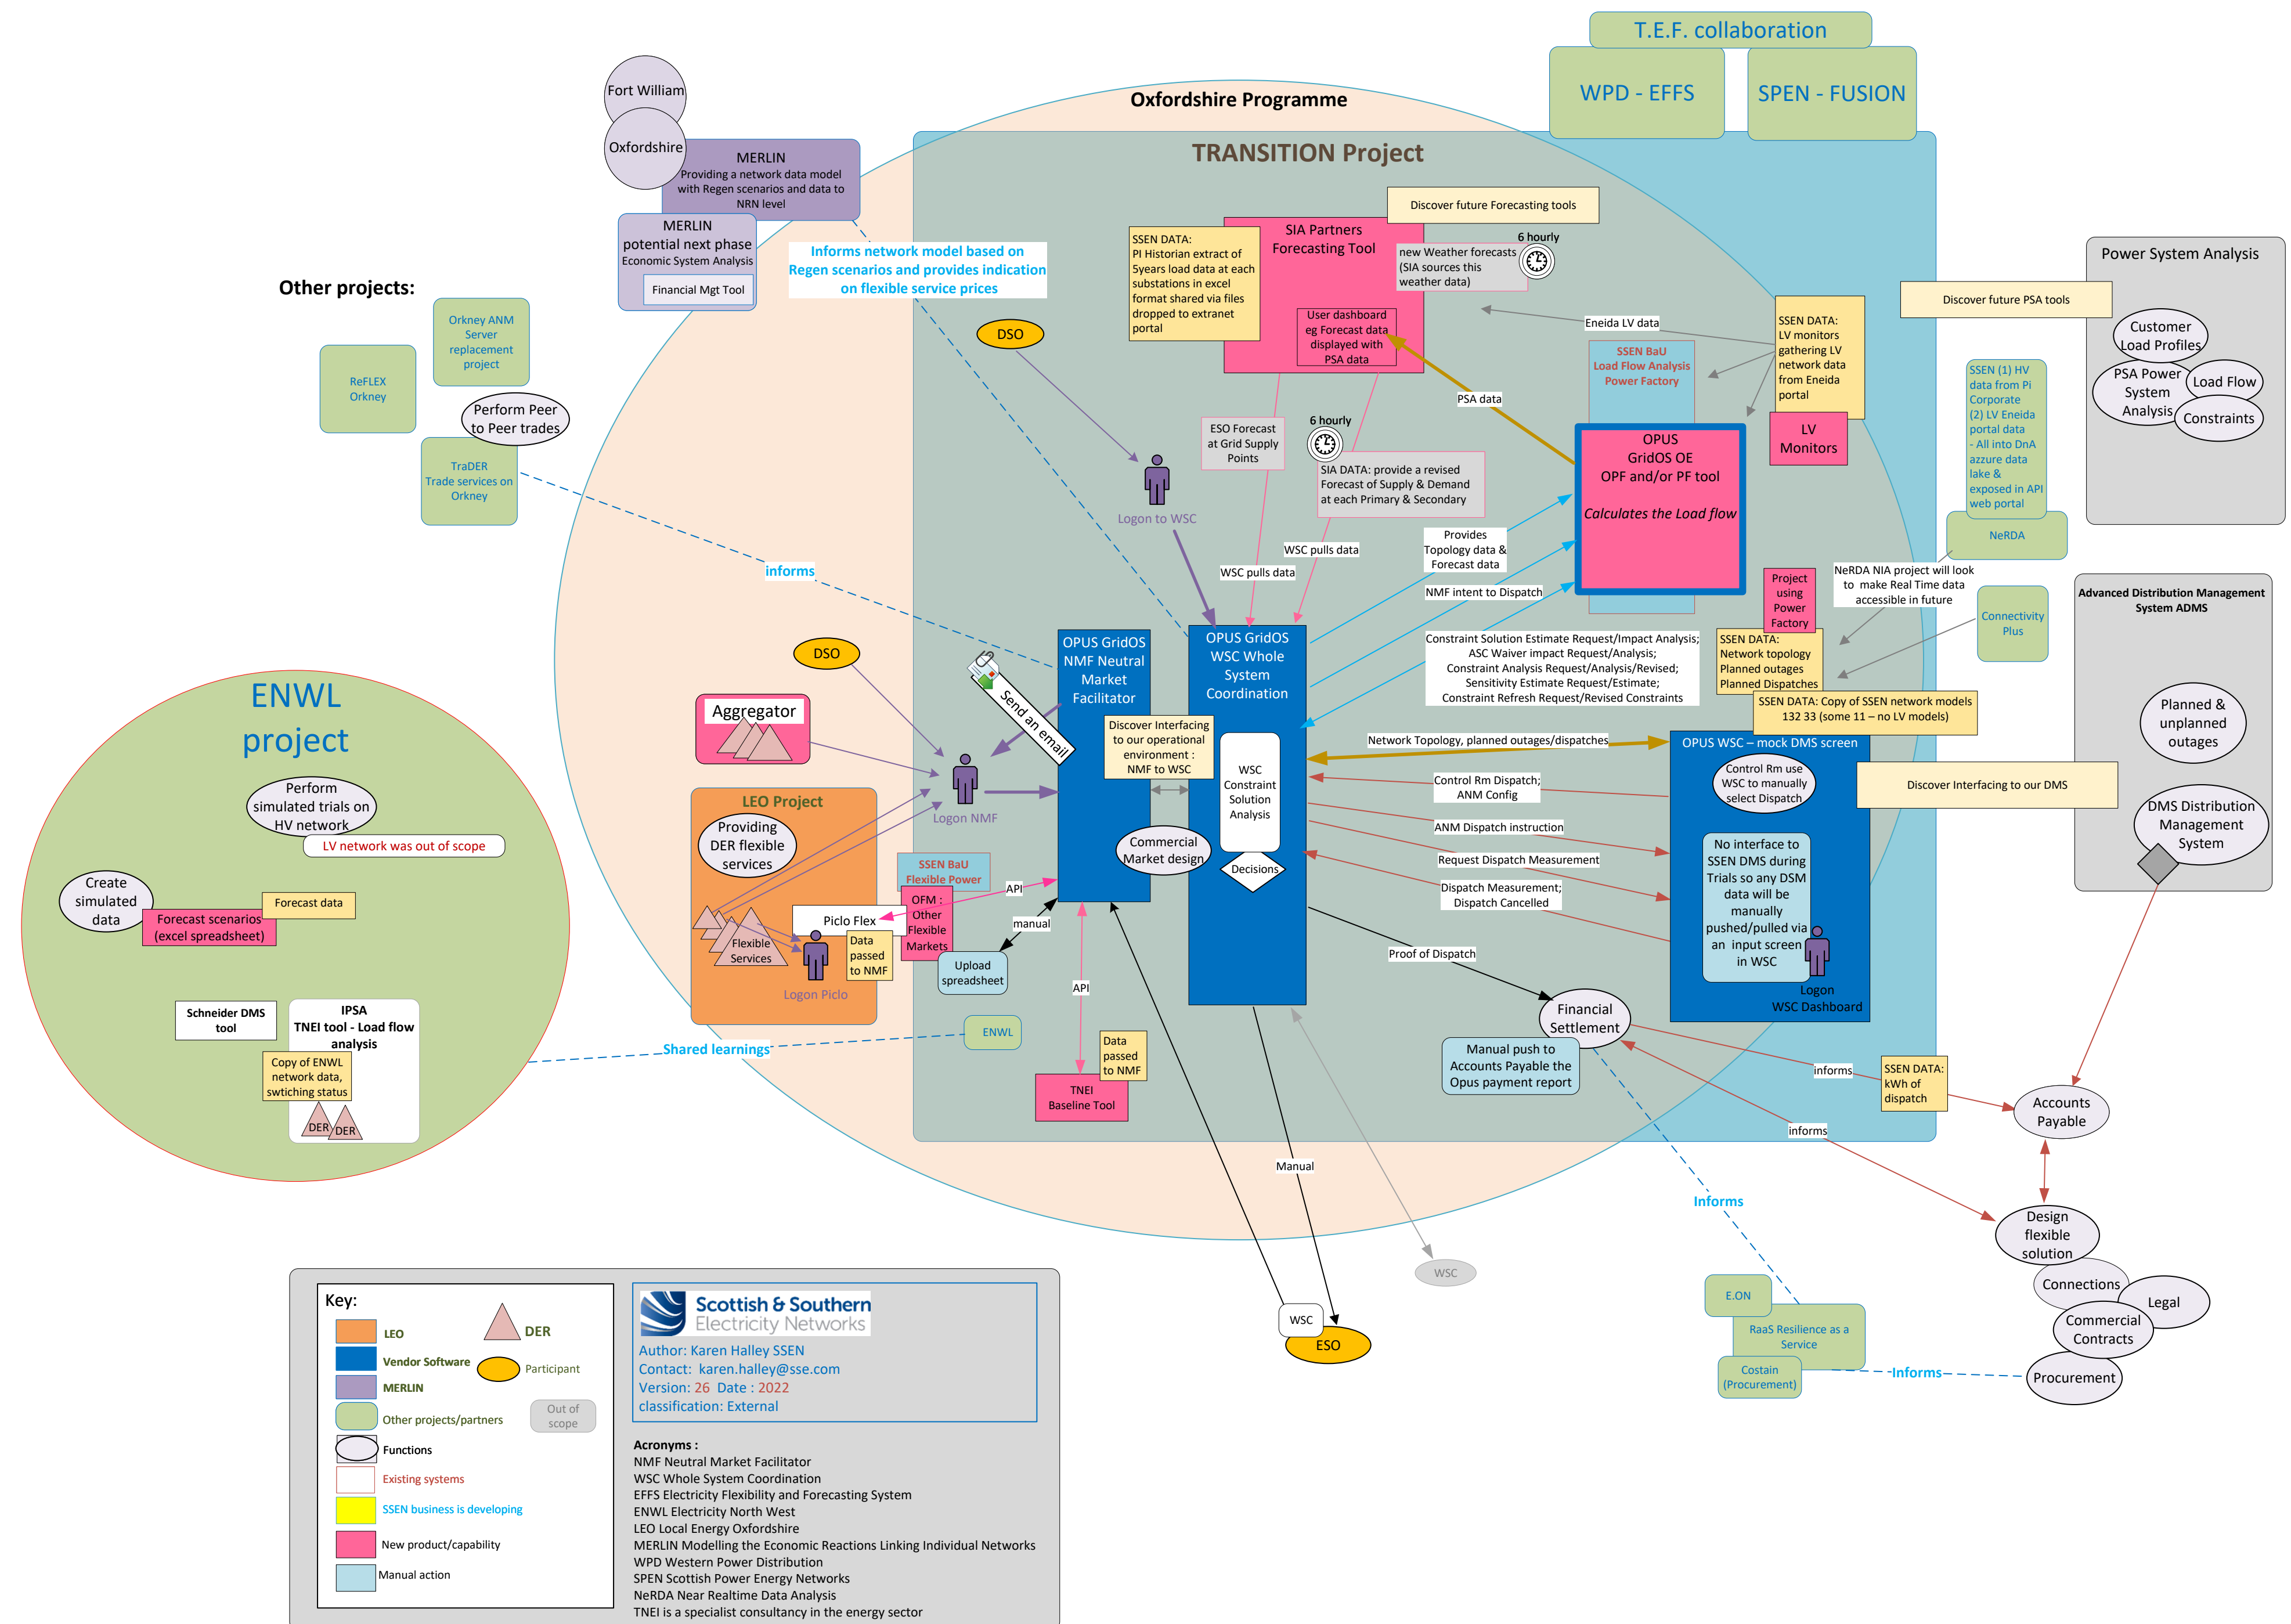 T.E.F. collaboration
WPD - EFFS
SPEN - FUSION
Fort William
Oxfordshire
Oxfordshire Programme
TRANSITION Project
MERLIN
Providing a network data model
with Regen scenarios and data to
NRN level
MERLIN
potential next phase
Economic System Analysis
Financial Mgt Tool
Informs network model based on
Regen scenarios and provides indication
on flexible service prices
Other projects:
Orkney ANM
Server
replacement
project
ReFLEX
Orkney
Perform Peer
to Peer trades
TraDER
Trade services on
Orkney
informs
DSO
Logon to WSC
SSEN DATA:
PI Historian extract of
5years load data at each
substations in excel
format shared via files
dropped to extranet
portal
SIA Partners
Forecasting Tool
Discover future Forecasting tools
new Weather forecasts
(SIA sources this
weather data)
6 hourly
User dashboard
eg Forecast data
displayed with
PSA data
Eneida LV data
SSEN DATA:
LV monitors
gathering LV
network data
from Eneida
portal
LV
Monitors
SSEN BaU
Load Flow Analysis
Power Factory
PSA data
ESO Forecast
at Grid Supply
Points
6 hourly
SIA DATA: provide a revised
Forecast of Supply & Demand
at each Primary & Secondary
OPUS
GridOS OE
OPF and/or PF tool
Calculates the Load flow
WSC pulls data
WSC pulls data
Provides
Topology data &
Forecast data
NMF intent to Dispatch
Constraint Solution Estimate Request/Impact Analysis;
ASC Waiver impact Request/Analysis;
Constraint Analysis Request/Analysis/Revised;
Sensitivity Estimate Request/Estimate;
Constraint Refresh Request/Revised Constraints
Discover future PSA tools
Power System Analysis
Customer
Load Profiles
PSA Power
System
Analysis
Load Flow
Constraints
SSEN (1) HV
data from Pi
Corporate
(2) LV Eneida
portal data
- All into DnA
azzure data
lake &
exposed in API
web portal
NeRDA
NeRDA NIA project will look
to make Real Time data
accessible in future
Connectivity
Plus
Project
using
Power
Factory
SSEN DATA:
Network topology
Planned outages
Planned Dispatches
SSEN DATA: Copy of SSEN network models
132 33 (some 11 – no LV models)
Advanced Distribution Management
System ADMS
Planned &
unplanned
outages
DMS Distribution
Management
System
Discover Interfacing to our DMS
OPUS WSC – mock DMS screen
Control Rm use
WSC to manually
select Dispatch
No interface to
SSEN DMS during
Trials so any DSM
data will be
manually
pushed/pulled via
an input screen
in WSC
Logon
WSC Dashboard
Network Topology, planned outages/dispatches
Control Rm Dispatch;
ANM Config
ANM Dispatch instruction
Request Dispatch Measurement
Dispatch Measurement;
Dispatch Cancelled
Proof of Dispatch
OPUS GridOS
NMF Neutral
Market
Facilitator
OPUS GridOS
WSC Whole
System
Coordination
Discover Interfacing
to our operational
environment :
NMF to WSC
WSC
Constraint
Solution
Analysis
Decisions
Commercial
Market design
Send an email
DSO
Aggregator
Logon NMF
LEO Project
Providing
DER flexible
services
Flexible
Services
Logon Piclo
Piclo Flex
Data
passed
to NMF
SSEN BaU
Flexible Power
OFM :
Other
Flexible
Markets
API
manual
Upload
spreadsheet
API
ENWL
Shared learnings
Data
passed
to NMF
TNEI
Baseline Tool
Financial
Settlement
Manual push to
Accounts Payable the
Opus payment report
informs
SSEN DATA:
kWh of
dispatch
informs
Accounts
Payable
Manual
Informs
Design
flexible
solution
Connections
Legal
Commercial
Contracts
Procurement
WSC
WSC
ESO
E.ON
RaaS Resilience as a
Service
Costain
(Procurement)
Informs
ENWL
project
Perform
simulated trials on
HV network
LV network was out of scope
Create
simulated
data
Forecast data
Forecast scenarios
(excel spreadsheet)
Schneider DMS
tool
IPSA
TNEI tool - Load flow
analysis
Copy of ENWL
network data,
swtiching status
DER
DER
Key:
LEO
DER
Vendor Software
Participant
MERLIN
Other projects/partners
Out of
scope
Functions
Existing systems
SSEN business is developing
New product/capability
Manual action
Scottish & Southern
Electricity Networks
Author: Karen Halley SSEN
Contact: karen.halley@sse.com
Version: 26 Date : 2022
classification: External
Acronyms :
NMF Neutral Market Facilitator
WSC Whole System Coordination
EFFS Electricity Flexibility and Forecasting System
ENWL Electricity North West
LEO Local Energy Oxfordshire
MERLIN Modelling the Economic Reactions Linking Individual Networks
WPD Western Power Distribution
SPEN Scottish Power Energy Networks
NeRDA Near Realtime Data Analysis
TNEI is a specialist consultancy in the energy sector